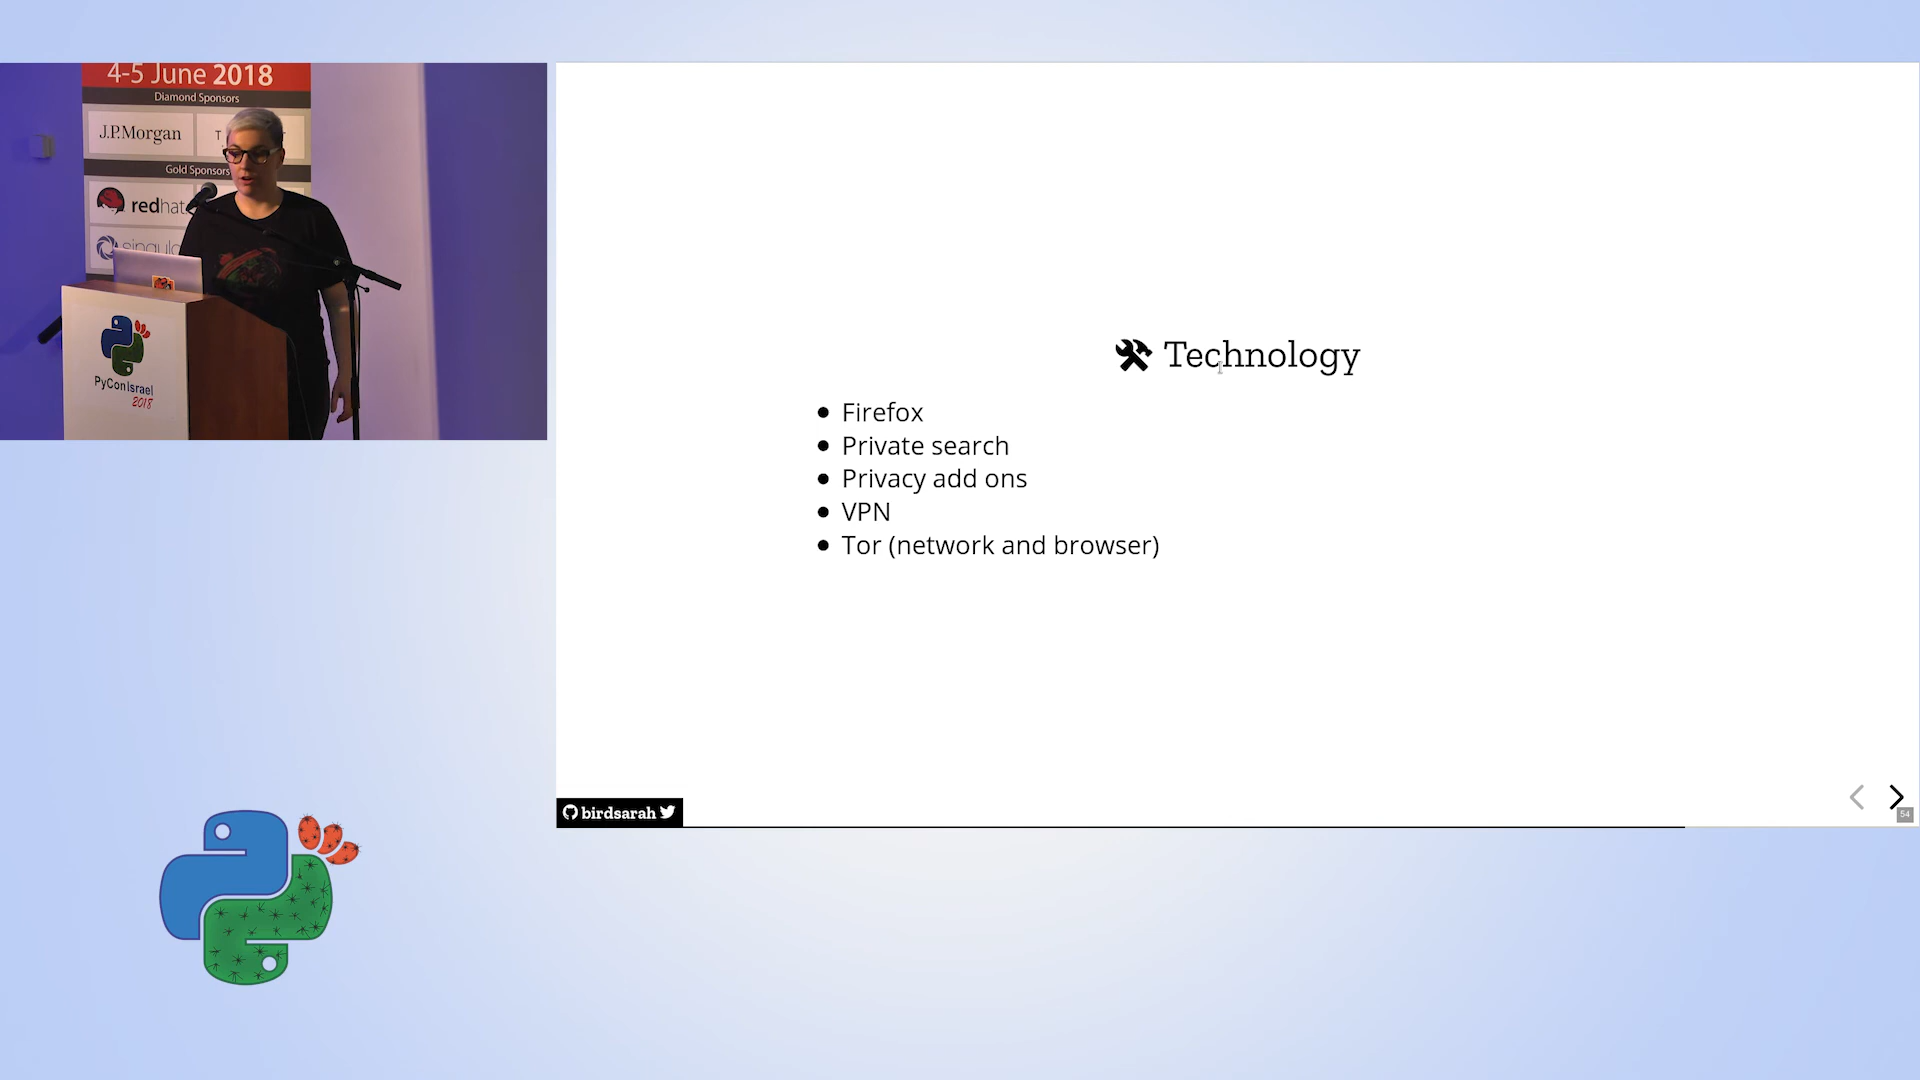 4-5 June 2018
Diamond Sponsors
J.P.Morgan
Gold Sponsors
redhat
PyConIsrael
2018
Technology
Firefox
Private search
Privacy add ons
VPN
Tor (network and browser)
birdsarah
54